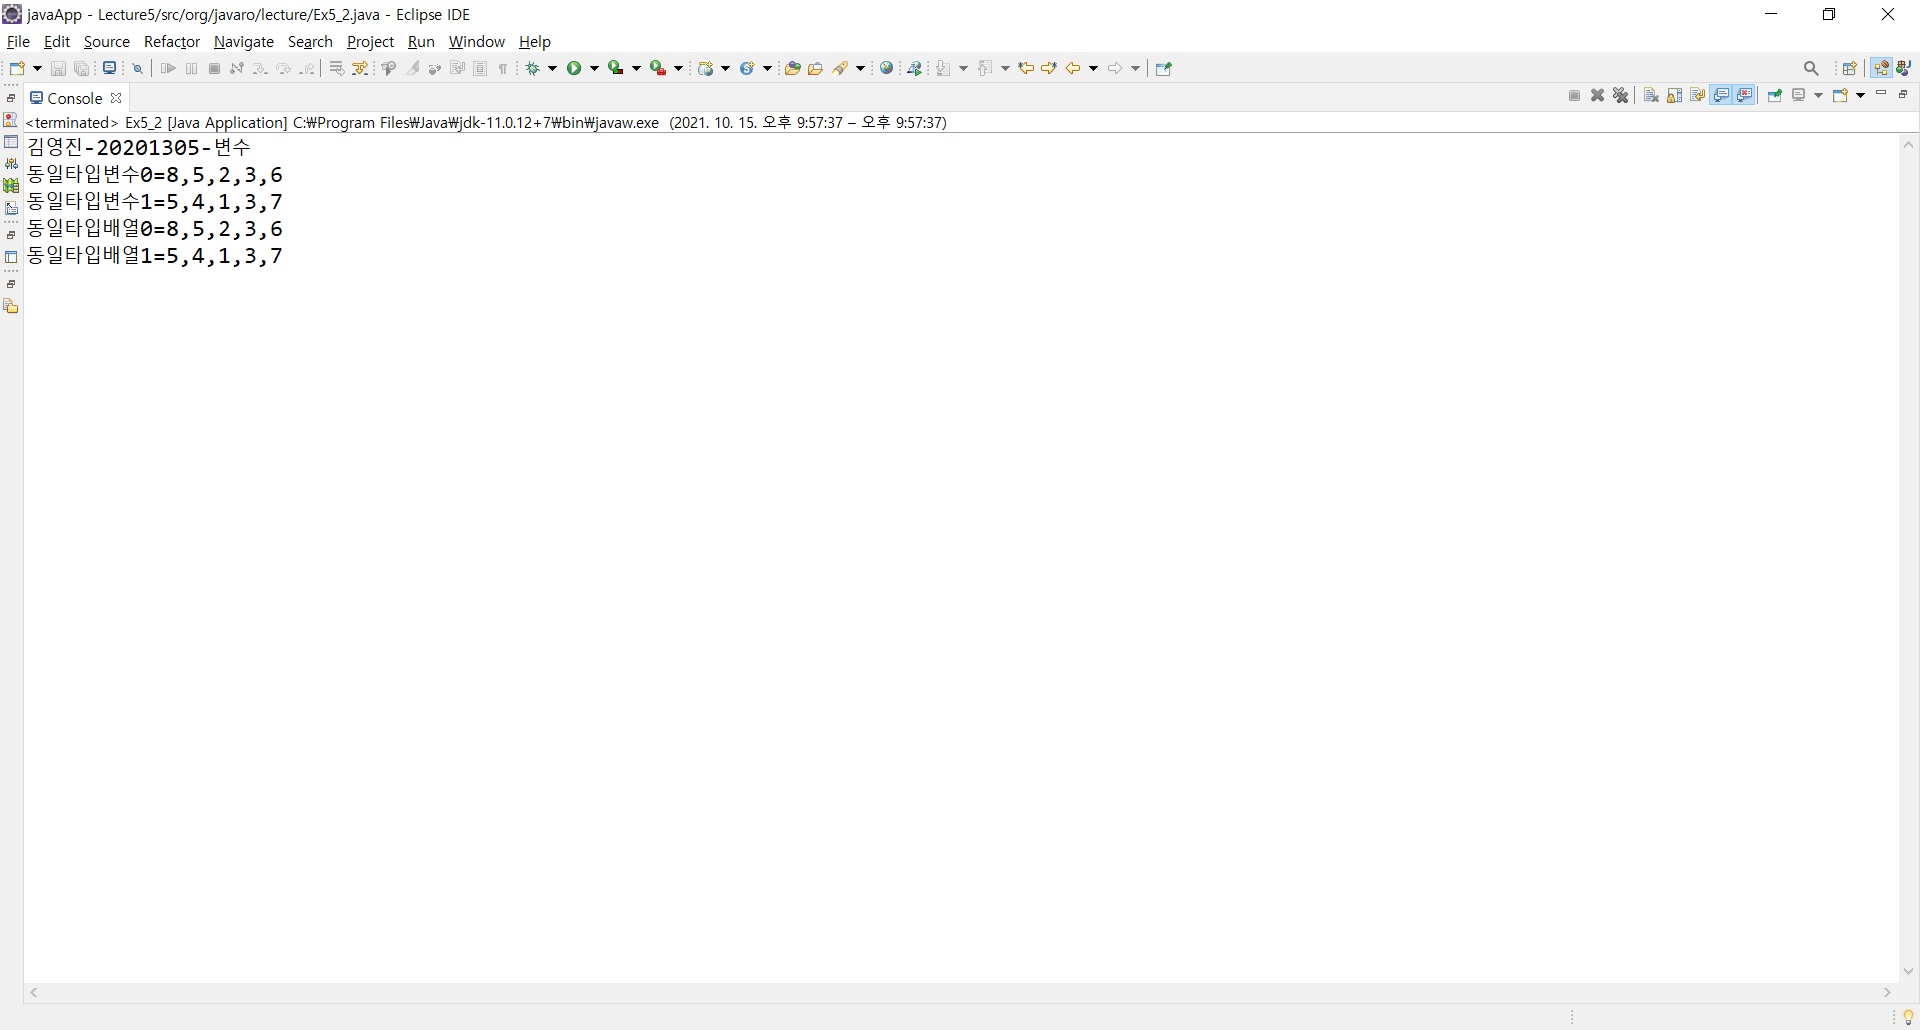 javaApp - Lecture5/src/org/javaro/lecture/Ex5_2.java - Eclipse IDE
File Edit Source Refactor Navigate Search Project Run Window Help
Console
<terminated> Ex5_2 [Java Application] C:₩Program Files₩Java₩jdk-11.0.12+7₩bin₩javaw.exe (2021. 10. 15. 오후 9:57:37 – 오후 9:57:37)
김영진-20201305-변수
동일타입변수0=8,5,2,3,6
동일타입변수1=5,4,1,3,7
동일타입배열0=8,5,2,3,6
동일타입배열1=5,4,1,3,7